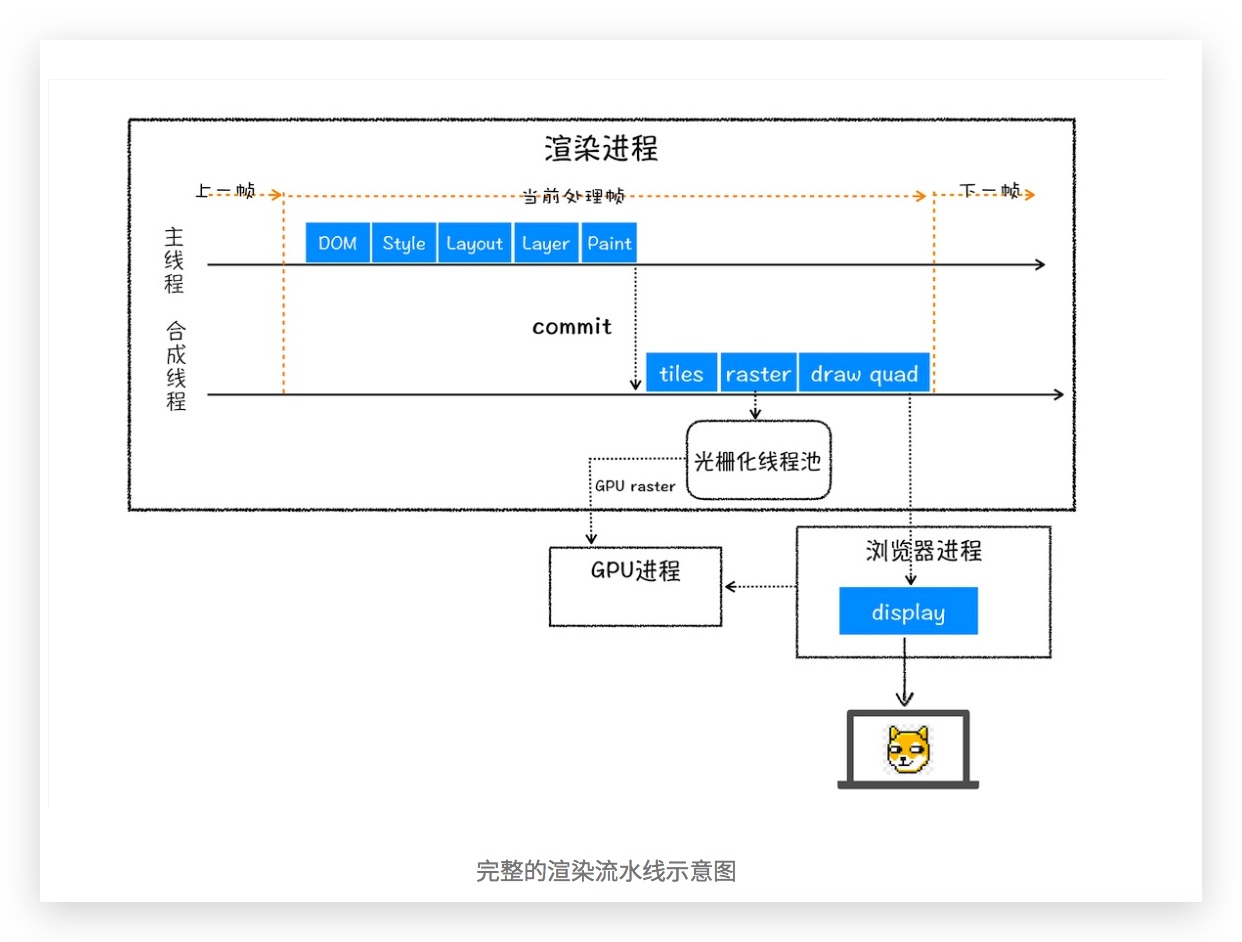 渲染进程
上一帧
当前处理帧
下一帧
主线程
DOM
Style
Layout
Layer
Paint
commit
合成线程
tiles
raster
draw quad
光栅化线程池
GPU raster
GPU进程
浏览器进程
display
完整的渲染流水线示意图